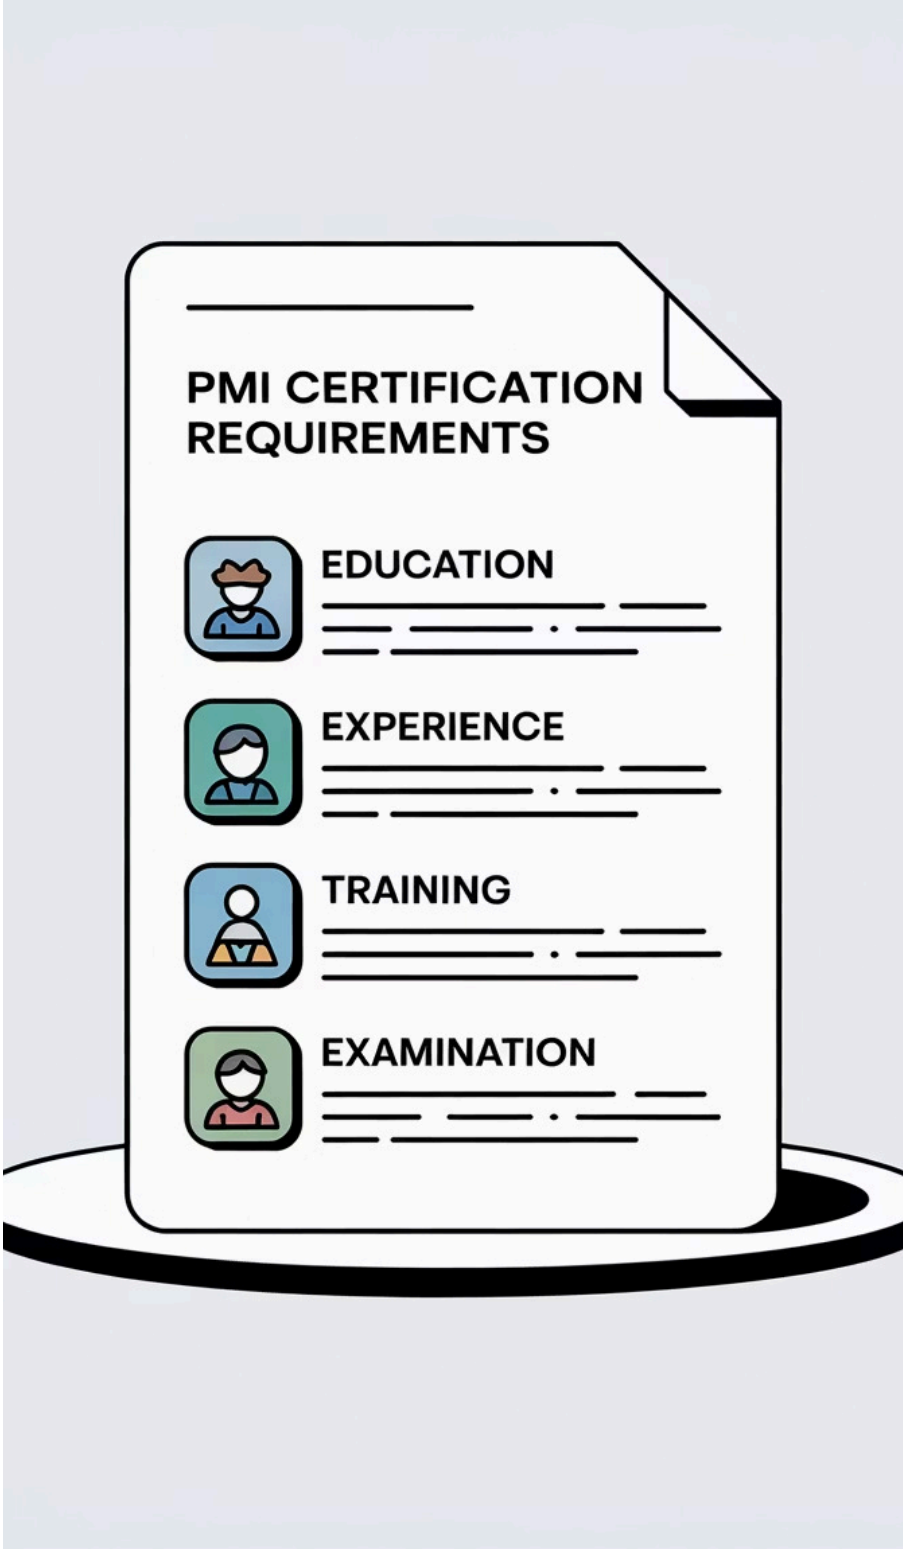 PMI CERTIFICATION
REQUIREMENTS
EDUCATION
EXPERIENCE
TRAINING
EXAMINATION